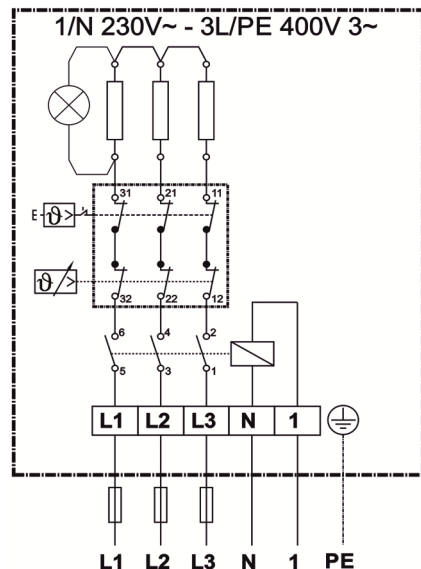 1/N 230V~ - 3L/PE 400V 3~
31 21 11
ϑ>
ϑ
32 22 12
6 4 2
5 3 1
L1 L2 L3 N 1
L1 L2 L3 N 1 PE